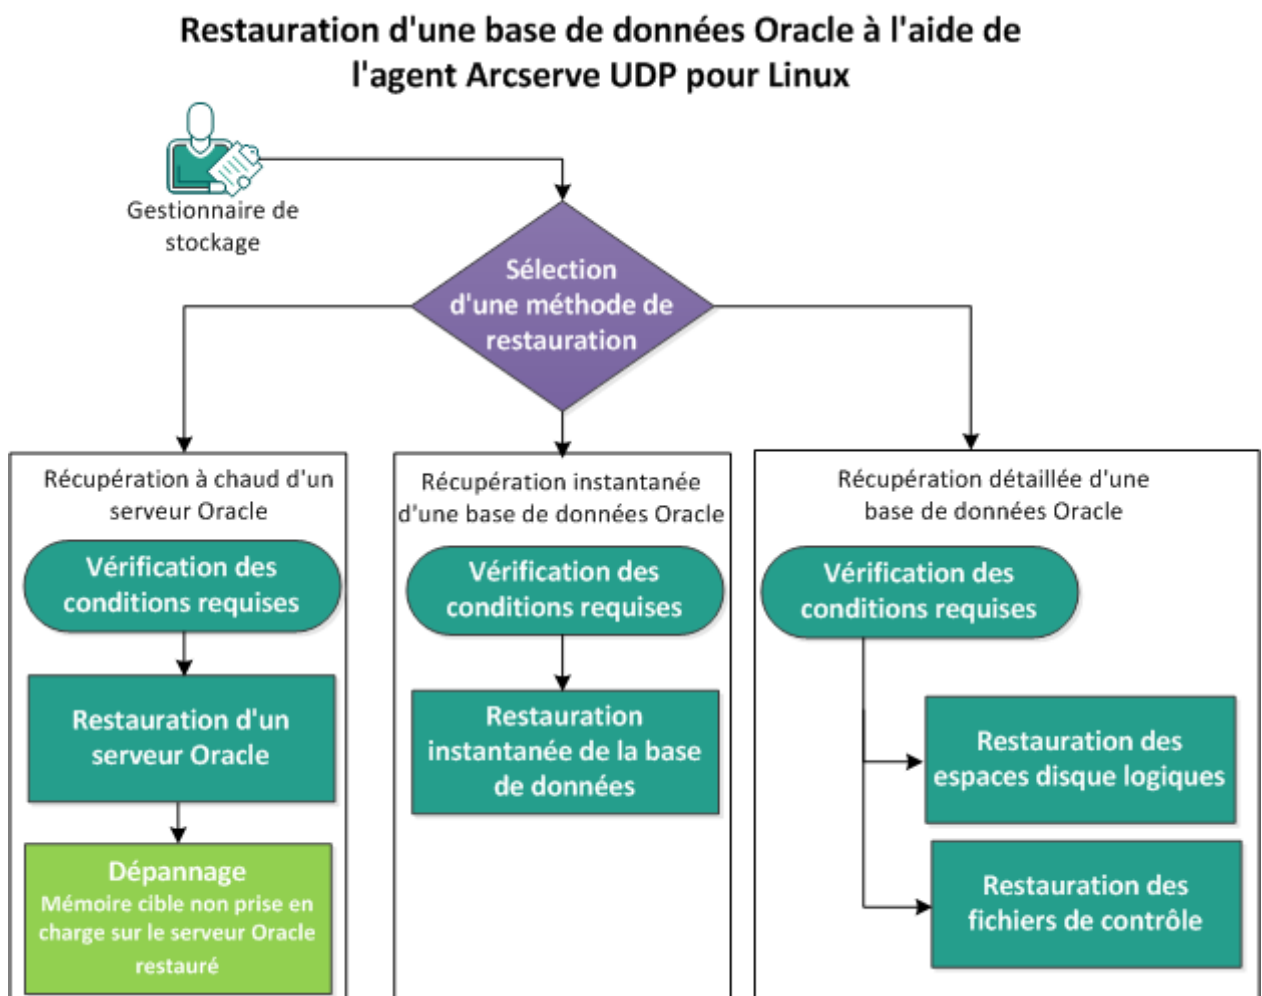 Restauration d'une base de données Oracle à l'aide de
l'agent Arcserve UDP pour Linux
Gestionnaire de
stockage
Sélection
d'une méthode de
restauration
Récupération à chaud d'un
serveur Oracle
Vérification des
conditions requises
Restauration d'un
serveur Oracle
Dépannage
Mémoire cible non prise en
charge sur le serveur Oracle
restauré
Récupération instantanée
d'une base de données Oracle
Vérification des
conditions requises
Restauration
instantanée de la base
de données
Récupération détaillée d'une
base de données Oracle
Vérification des
conditions requises
Restauration des
espaces disque logiques
Restauration des
fichiers de contrôle